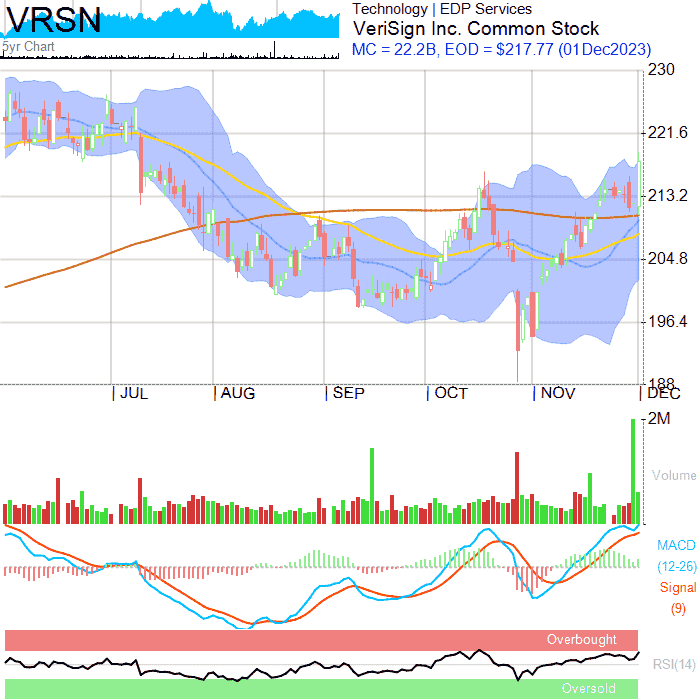 VRSN
5yr Chart
Technology | EDP Services
VeriSign Inc. Common Stock
MC = 22.2B, EOD = $217.77 (01Dec2023)
230
221.6
213.2
204.8
196.4
188
| JUL
| AUG
| SEP
| OCT
| NOV
| DEC
2M
Volume
MACD
(12-26)
Signal
(9)
Overbought
RSI(14)
Oversold